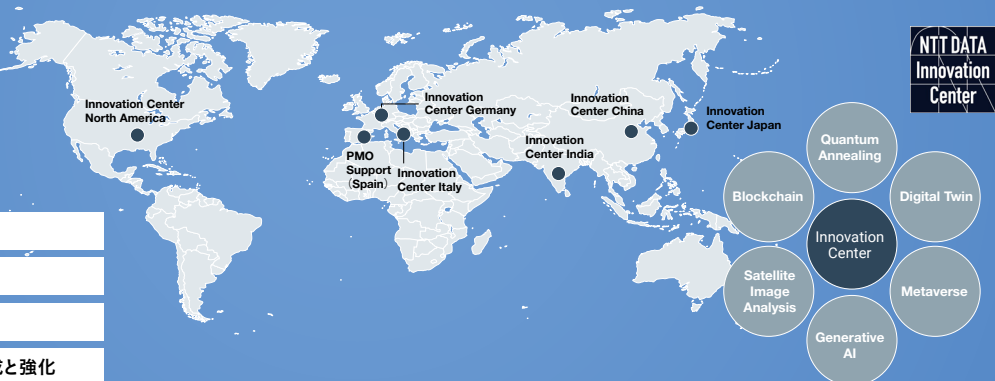 NTT DATA
Innovation
Center
Innovation Center
North America
Innovation
Center Germany
PMO
Support
（Spain）
Innovation
Center Italy
Innovation
Center India
Innovation
Center China
Innovation
Center Japan
Quantum
Annealing
Blockchain
Digital Twin
Innovation
Center
Satellite
Image
Analysis
Metaverse
Generative
AI
と強化